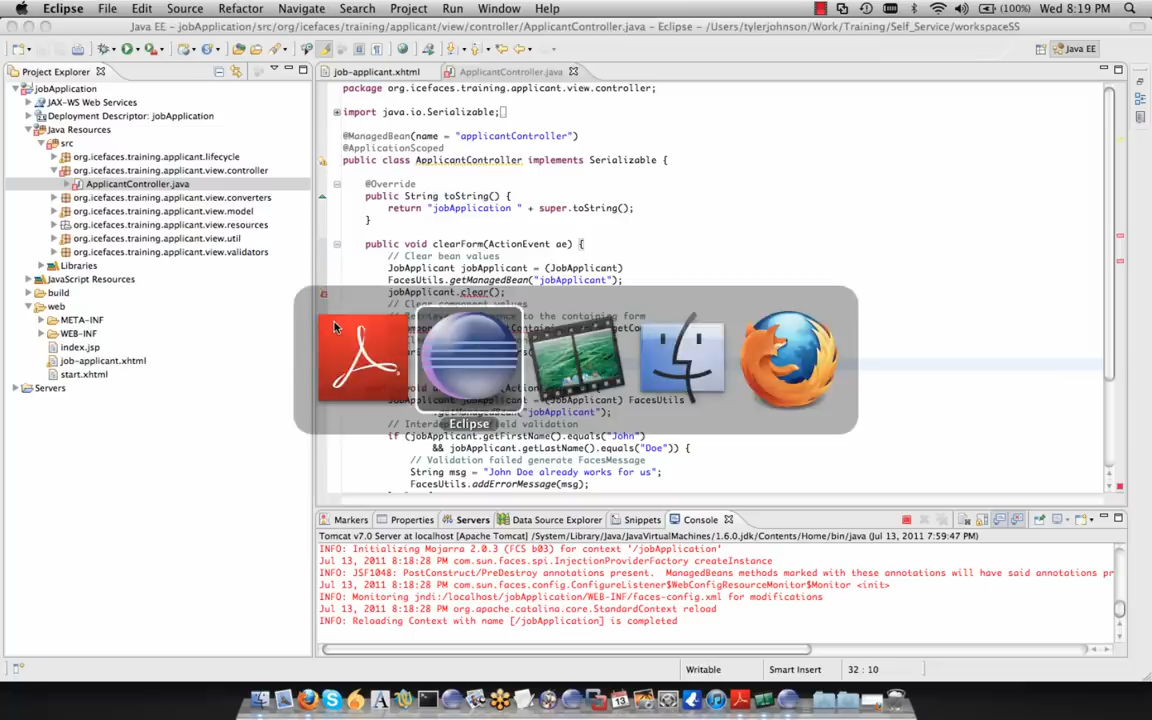 Eclipse File Edit Source Refactor Navigate Search Project Run Window Help (100%) Wed 8:19 PM
Java EE - jobApplication/src/org/icefaces/training/applicant/view/controller/ApplicantController.java - Eclipse - /Users/tylerjohnson/Work/Training/Self_Service/workspaceSS
Java EE
Project Explorer
jobApplication
JAX-WS Web Services
Deployment Descriptor: jobApplication
Java Resources
src
org.icefaces.training.applicant.lifecycle
org.icefaces.training.applicant.view.controller
ApplicantController.java
org.icefaces.training.applicant.view.converters
org.icefaces.training.applicant.view.model
org.icefaces.training.applicant.view.resources
org.icefaces.training.applicant.view.util
org.icefaces.training.applicant.view.validators
Libraries
JavaScript Resources
build
web
META-INF
WEB-INF
index.jsp
job-applicant.xhtml
start.xhtml
Servers
job-applicant.xhtml ApplicantController.java
package org.icefaces.training.applicant.view.controller;
import java.io.Serializable;
@ManagedBean(name = "applicantController")
@ApplicationScoped
public class ApplicantController implements Serializable {
@Override
public String toString() {
return "jobApplication " + super.toString();
}
public void clearForm(ActionEvent ae) {
// Clear bean values
JobApplicant jobApplicant = (JobApplicant)
FacesUtils.getManagedBean("jobApplicant");
jobApplicant.clear();
// Clear component values
Eclipse
.getManagedBean("jobApplicant");
// Interdependent field validation
if (jobApplicant.getFirstName().equals("John")
&& jobApplicant.getLastName().equals("Doe")) {
// Validation failed generate FacesMessage
String msg = "John Doe already works for us";
FacesUtils.addErrorMessage(msg);
Markers Properties Servers Data Source Explorer Snippets Console
Tomcat v7.0 Server at localhost [Apache Tomcat] /System/Library/Java/JavaVirtualMachines/1.6.0.jdk/Contents/Home/bin/java (Jul 13, 2011 7:59:47 PM)
INFO: Initializing Mojarra 2.0.3 (FCS b03) for context '/jobApplication'
Jul 13, 2011 8:18:28 PM com.sun.faces.spi.InjectionProviderFactory createInstance
INFO: JSF1048: PostConstruct/PreDestroy annotations present. ManagedBeans methods marked with these annotations will have said annotations pr
Jul 13, 2011 8:18:28 PM com.sun.faces.config.ConfigureListener$WebConfigResourceMonitor$Monitor <init>
INFO: Monitoring jndi:/localhost/jobApplication/WEB-INF/faces-config.xml for modifications
Jul 13, 2011 8:18:28 PM org.apache.catalina.core.StandardContext reload
INFO: Reloading Context with name [/jobApplication] is completed
Writable Smart Insert 32 : 10